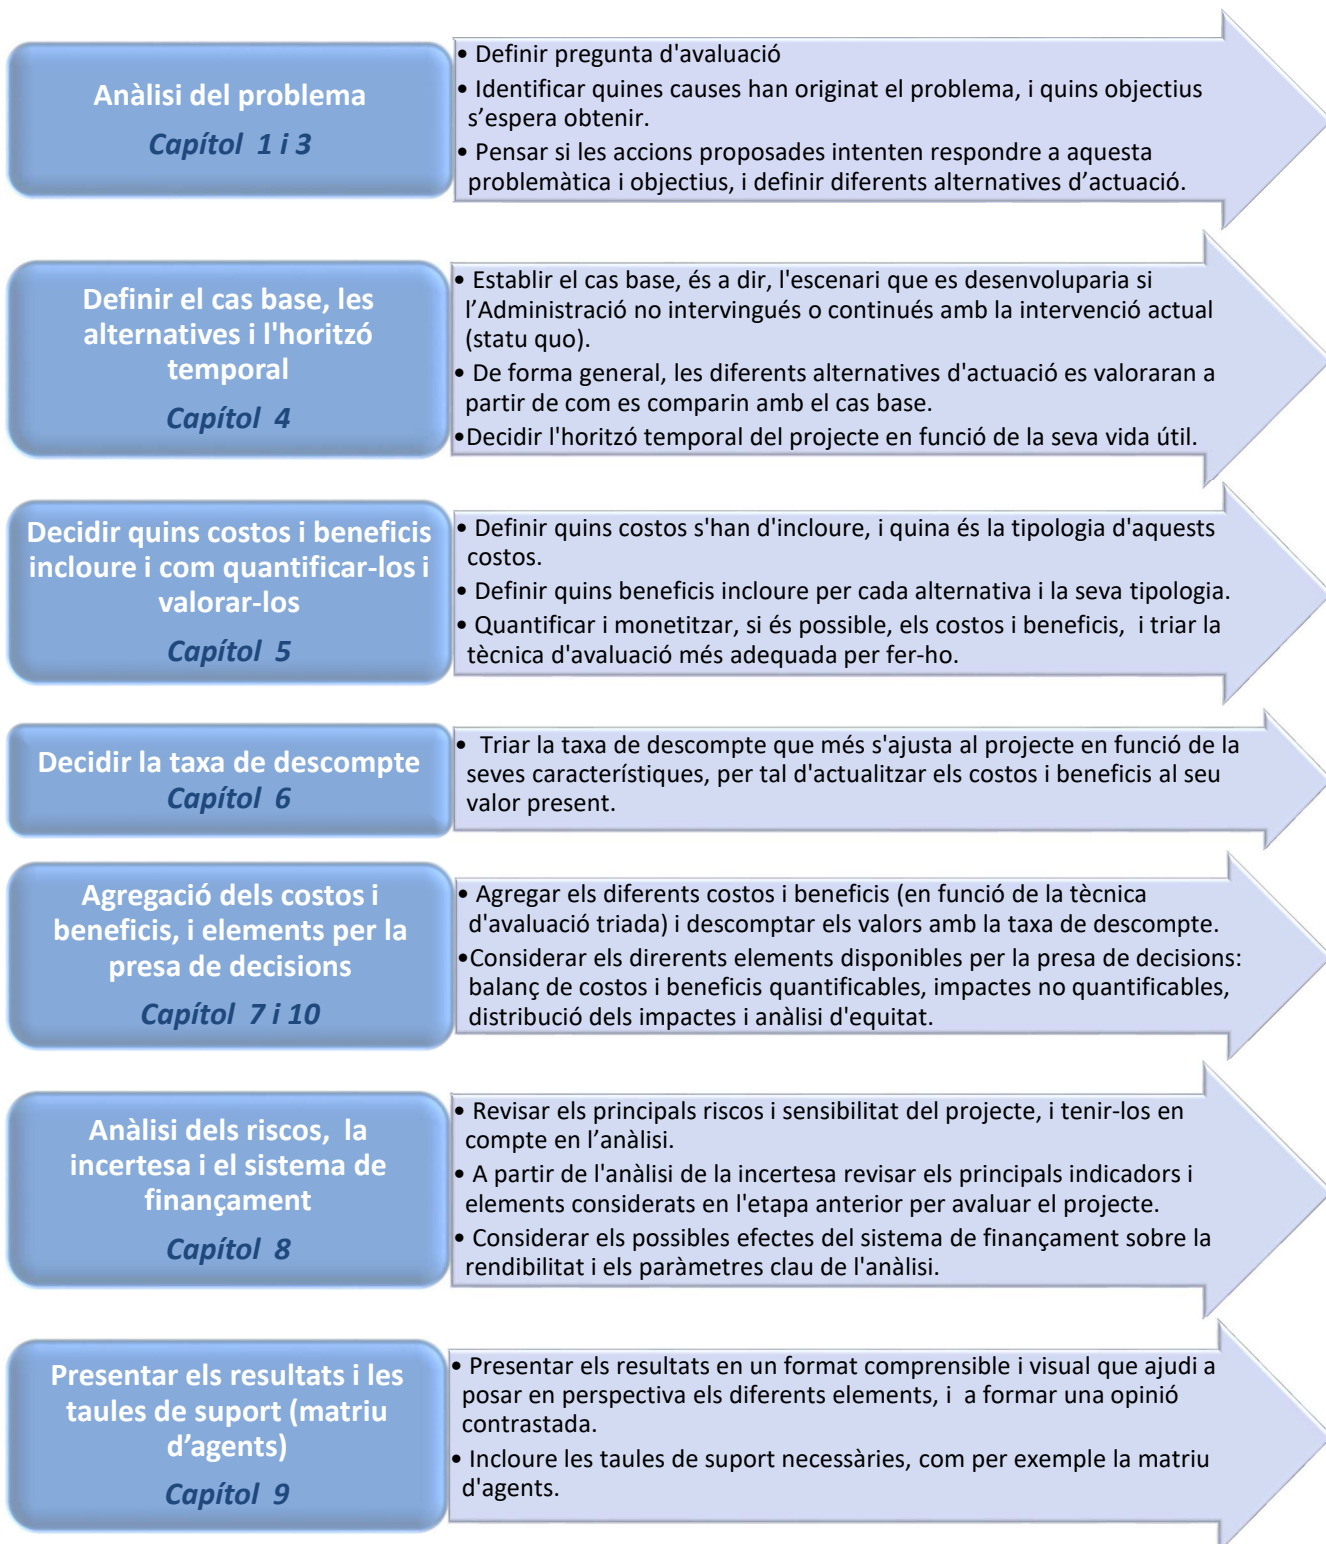 Anàlisi del problema
Capítol 1 i 3
• Definir pregunta d'avaluació
• Identificar quines causes han originat el problema, i quins objectius
s’espera obtenir.
• Pensar si les accions proposades intenten respondre a aquesta
problemàtica i objectius, i definir diferents alternatives d’actuació.
Definir el cas base, les
alternatives i l'horitzó
temporal
Capítol 4
• Establir el cas base, és a dir, l'escenari que es desenvoluparia si
l’Administració no intervingués o continués amb la intervenció actual
(statu quo).
• De forma general, les diferents alternatives d'actuació es valoraran a
partir de com es comparin amb el cas base.
•Decidir l'horitzó temporal del projecte en funció de la seva vida útil.
Decidir quins costos i beneficis
incloure i com quantificar-los i
valorar-los
Capítol 5
• Definir quins costos s'han d'incloure, i quina és la tipologia d'aquests
costos.
• Definir quins beneficis incloure per cada alternativa i la seva tipologia.
• Quantificar i monetitzar, si és possible, els costos i beneficis, i triar la
tècnica d'avaluació més adequada per fer-ho.
Decidir la taxa de descompte
Capítol 6
• Triar la taxa de descompte que més s'ajusta al projecte en funció de la
seves característiques, per tal d'actualitzar els costos i beneficis al seu
valor present.
Agregació dels costos i
beneficis, i elements per la
presa de decisions
Capítol 7 i 10
• Agregar els diferents costos i beneficis (en funció de la tècnica
d'avaluació triada) i descomptar els valors amb la taxa de descompte.
•Considerar els direrents elements disponibles per la presa de decisions:
balanç de costos i beneficis quantificables, impactes no quantificables,
distribució dels impactes i anàlisi d'equitat.
Anàlisi dels riscos, la
incertesa i el sistema de
finançament
Capítol 8
• Revisar els principals riscos i sensibilitat del projecte, i tenir-los en
compte en l’anàlisi.
• A partir de l'anàlisi de la incertesa revisar els principals indicadors i
elements considerats en l'etapa anterior per avaluar el projecte.
• Considerar els possibles efectes del sistema de finançament sobre la
rendibilitat i els paràmetres clau de l'anàlisi.
Presentar els resultats i les
taules de suport (matriu
d’agents)
Capítol 9
• Presentar els resultats en un format comprensible i visual que ajudi a
posar en perspectiva els diferents elements, i a formar una opinió
contrastada.
• Incloure les taules de suport necessàries, com per exemple la matriu
d'agents.